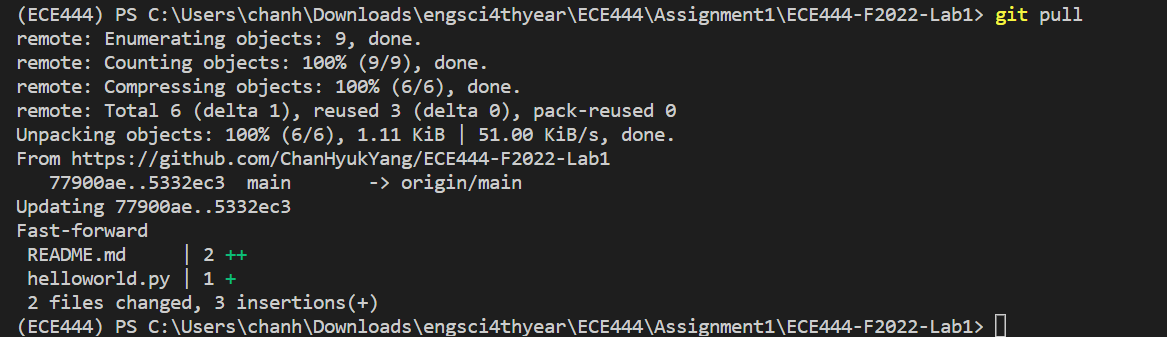 (ECE444) PS C:\Users\chanh\Downloads\engsci4thyear\ECE444\Assignment1\ECE444-F2022-Lab1> git pull
remote: Enumerating objects: 9, done.
remote: Counting objects: 100% (9/9), done.
remote: Compressing objects: 100% (6/6), done.
remote: Total 6 (delta 1), reused 3 (delta 0), pack-reused 0
Unpacking objects: 100% (6/6), 1.11 KiB | 51.00 KiB/s, done.
From https://github.com/ChanHyukYang/ECE444-F2022-Lab1
   77900ae..5332ec3  main       -> origin/main
Updating 77900ae..5332ec3
Fast-forward
 README.md     | 2 ++
 helloworld.py | 1 +
 2 files changed, 3 insertions(+)
(ECE444) PS C:\Users\chanh\Downloads\engsci4thyear\ECE444\Assignment1\ECE444-F2022-Lab1>